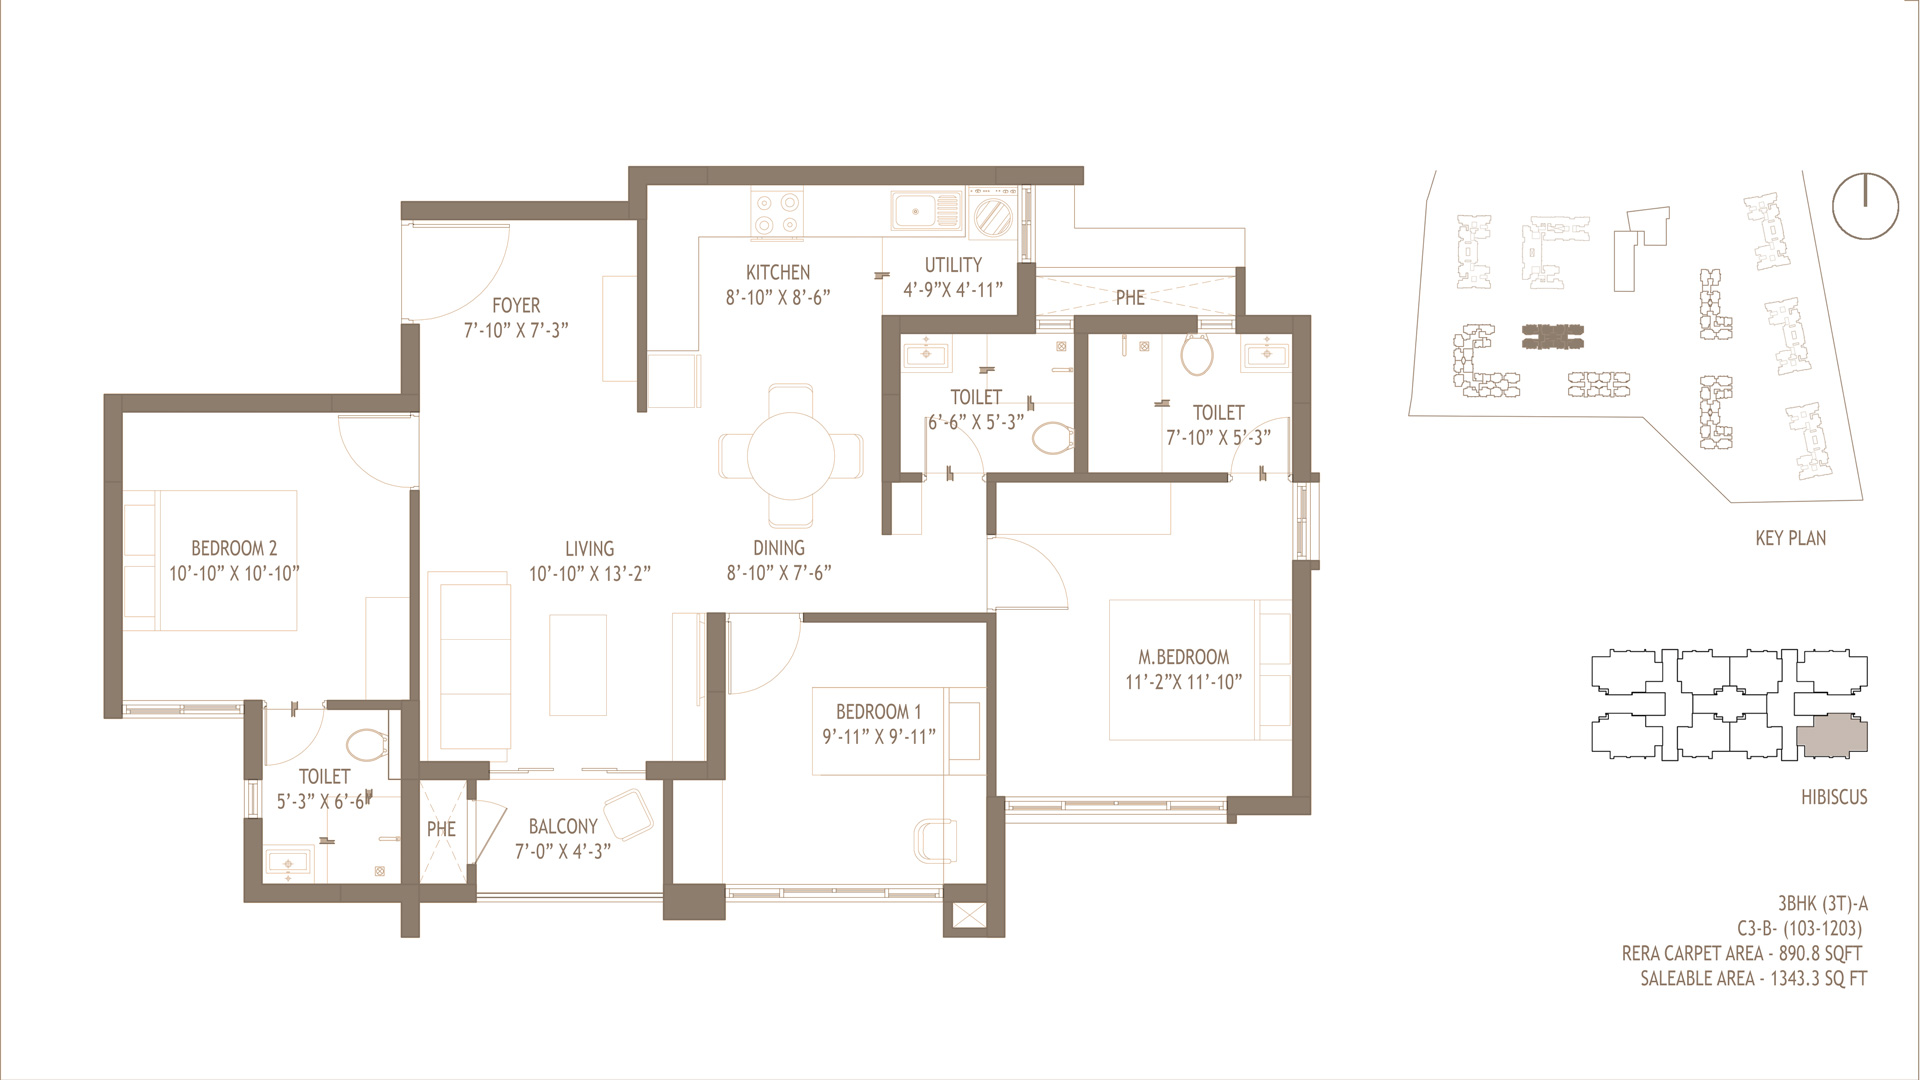 KITCHEN
8'-10" X 8'-6"
UTILITY
4'-9"X 4'-11"
PHE
FOYER
7'-10" X 7'-3"
TOILET
6'-6" X 5'-3"
TOILET
7'-10" X 5'-3"
BEDROOM 2
10'-10" X 10'-10"
LIVING
10'-10" X 13'-2"
DINING
8'-10" X 7'-6"
M.BEDROOM
11'-2"X 11'-10"
BEDROOM 1
9'-11" X 9'-11"
TOILET
5'-3" X 6'-6"
PHE
BALCONY
7'-0" X 4'-3"
KEY PLAN
HIBISCUS
3BHK (3T)-A
C3-B- (103-1203)
RERA CARPET AREA - 890.8 SQFT
SALEABLE AREA - 1343.3 SQ FT